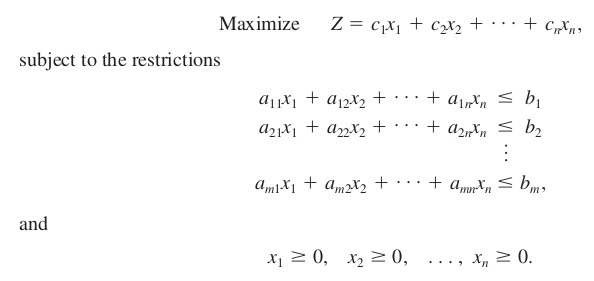 Maximize Z = c₁x₁ + c₂x₂ + · · · + cₙxₙ,
subject to the restrictions
a₁₁x₁ + a₁₂x₂ + · · · + a₁ₙxₙ ≤ b₁
a₂₁x₁ + a₂₂x₂ + · · · + a₂ₙxₙ ≤ b₂
⋮
aₘ₁x₁ + aₘ₂x₂ + · · · + aₘₙxₙ ≤ bₘ,
and
x₁ ≥ 0, x₂ ≥ 0, . . . , xₙ ≥ 0.